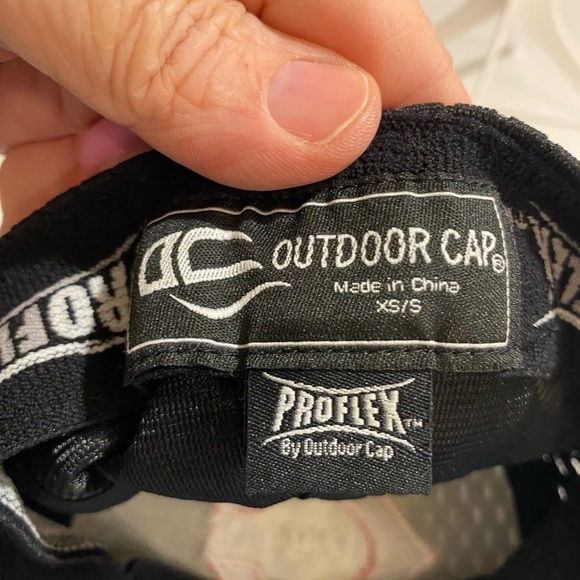 OC OUTDOOR CAP®
Made in China
XS/S
PROFLEX™
By Outdoor Cap